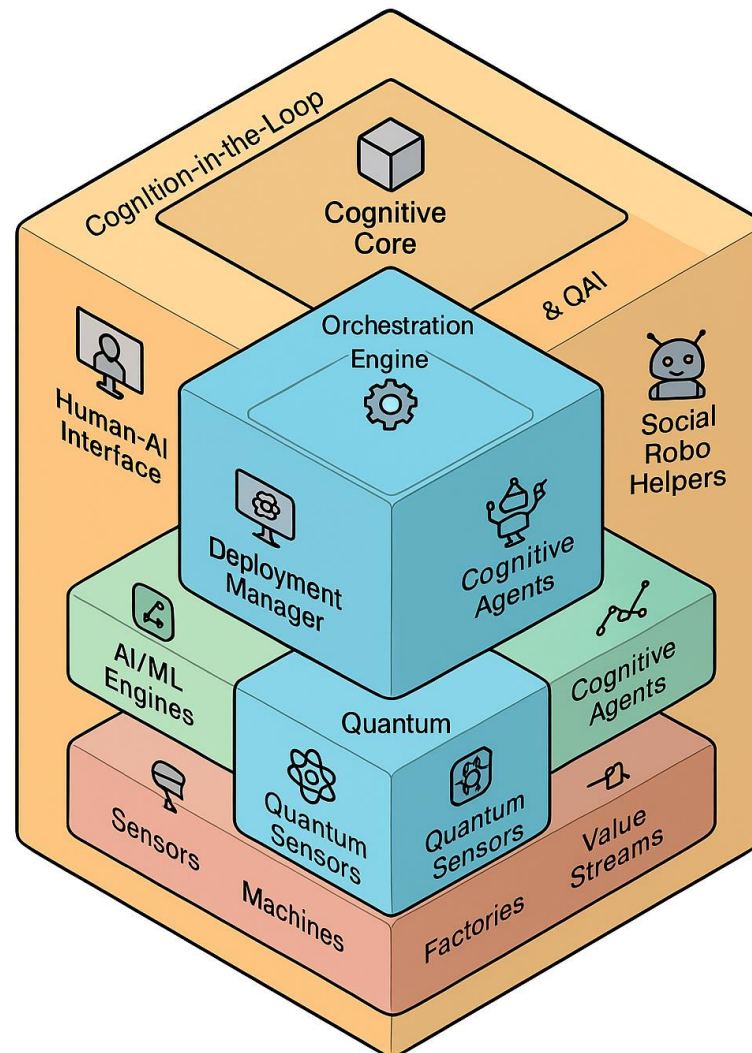 CognItion-in-the-Loop
Cognitive
Core
& QAI
Orchestration
Engine
Human-AI
Interface
Social
Robo
Helpers
Deployment
Manager
Cognitive
Agents
AI/ML
Engines
Cognitive
Agents
Quantum
Quantum
Sensors
Quantum
Sensors
Sensors
Machines
Factories
Value
Streams